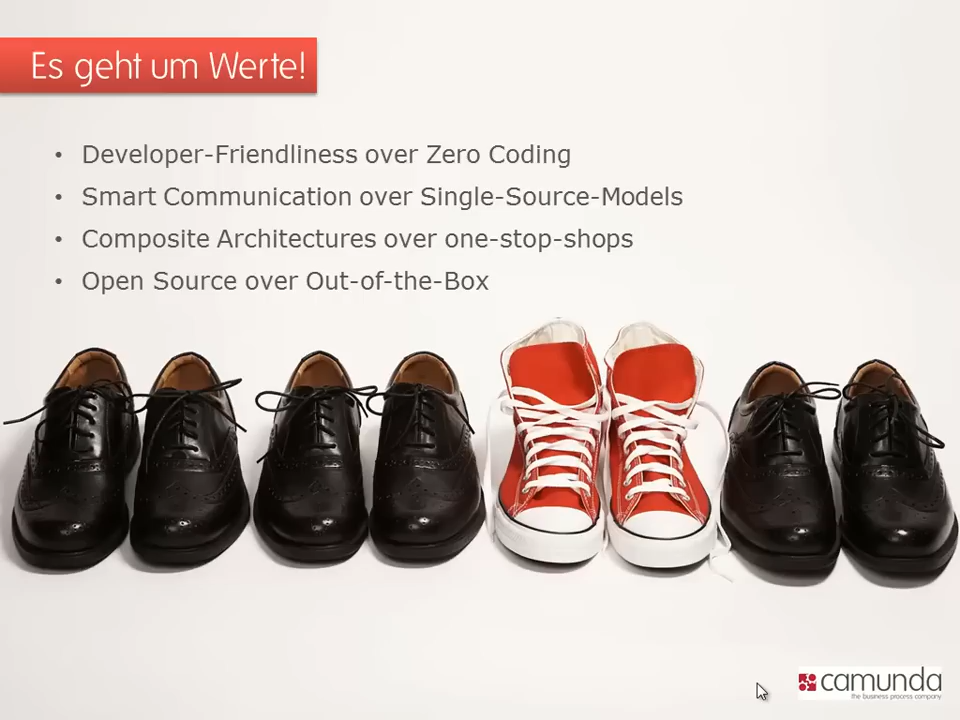 Es geht um Werte!
• Developer-Friendliness over Zero Coding
• Smart Communication over Single-Source-Models
• Composite Architectures over one-stop-shops
• Open Source over Out-of-the-Box
camunda
the business process company